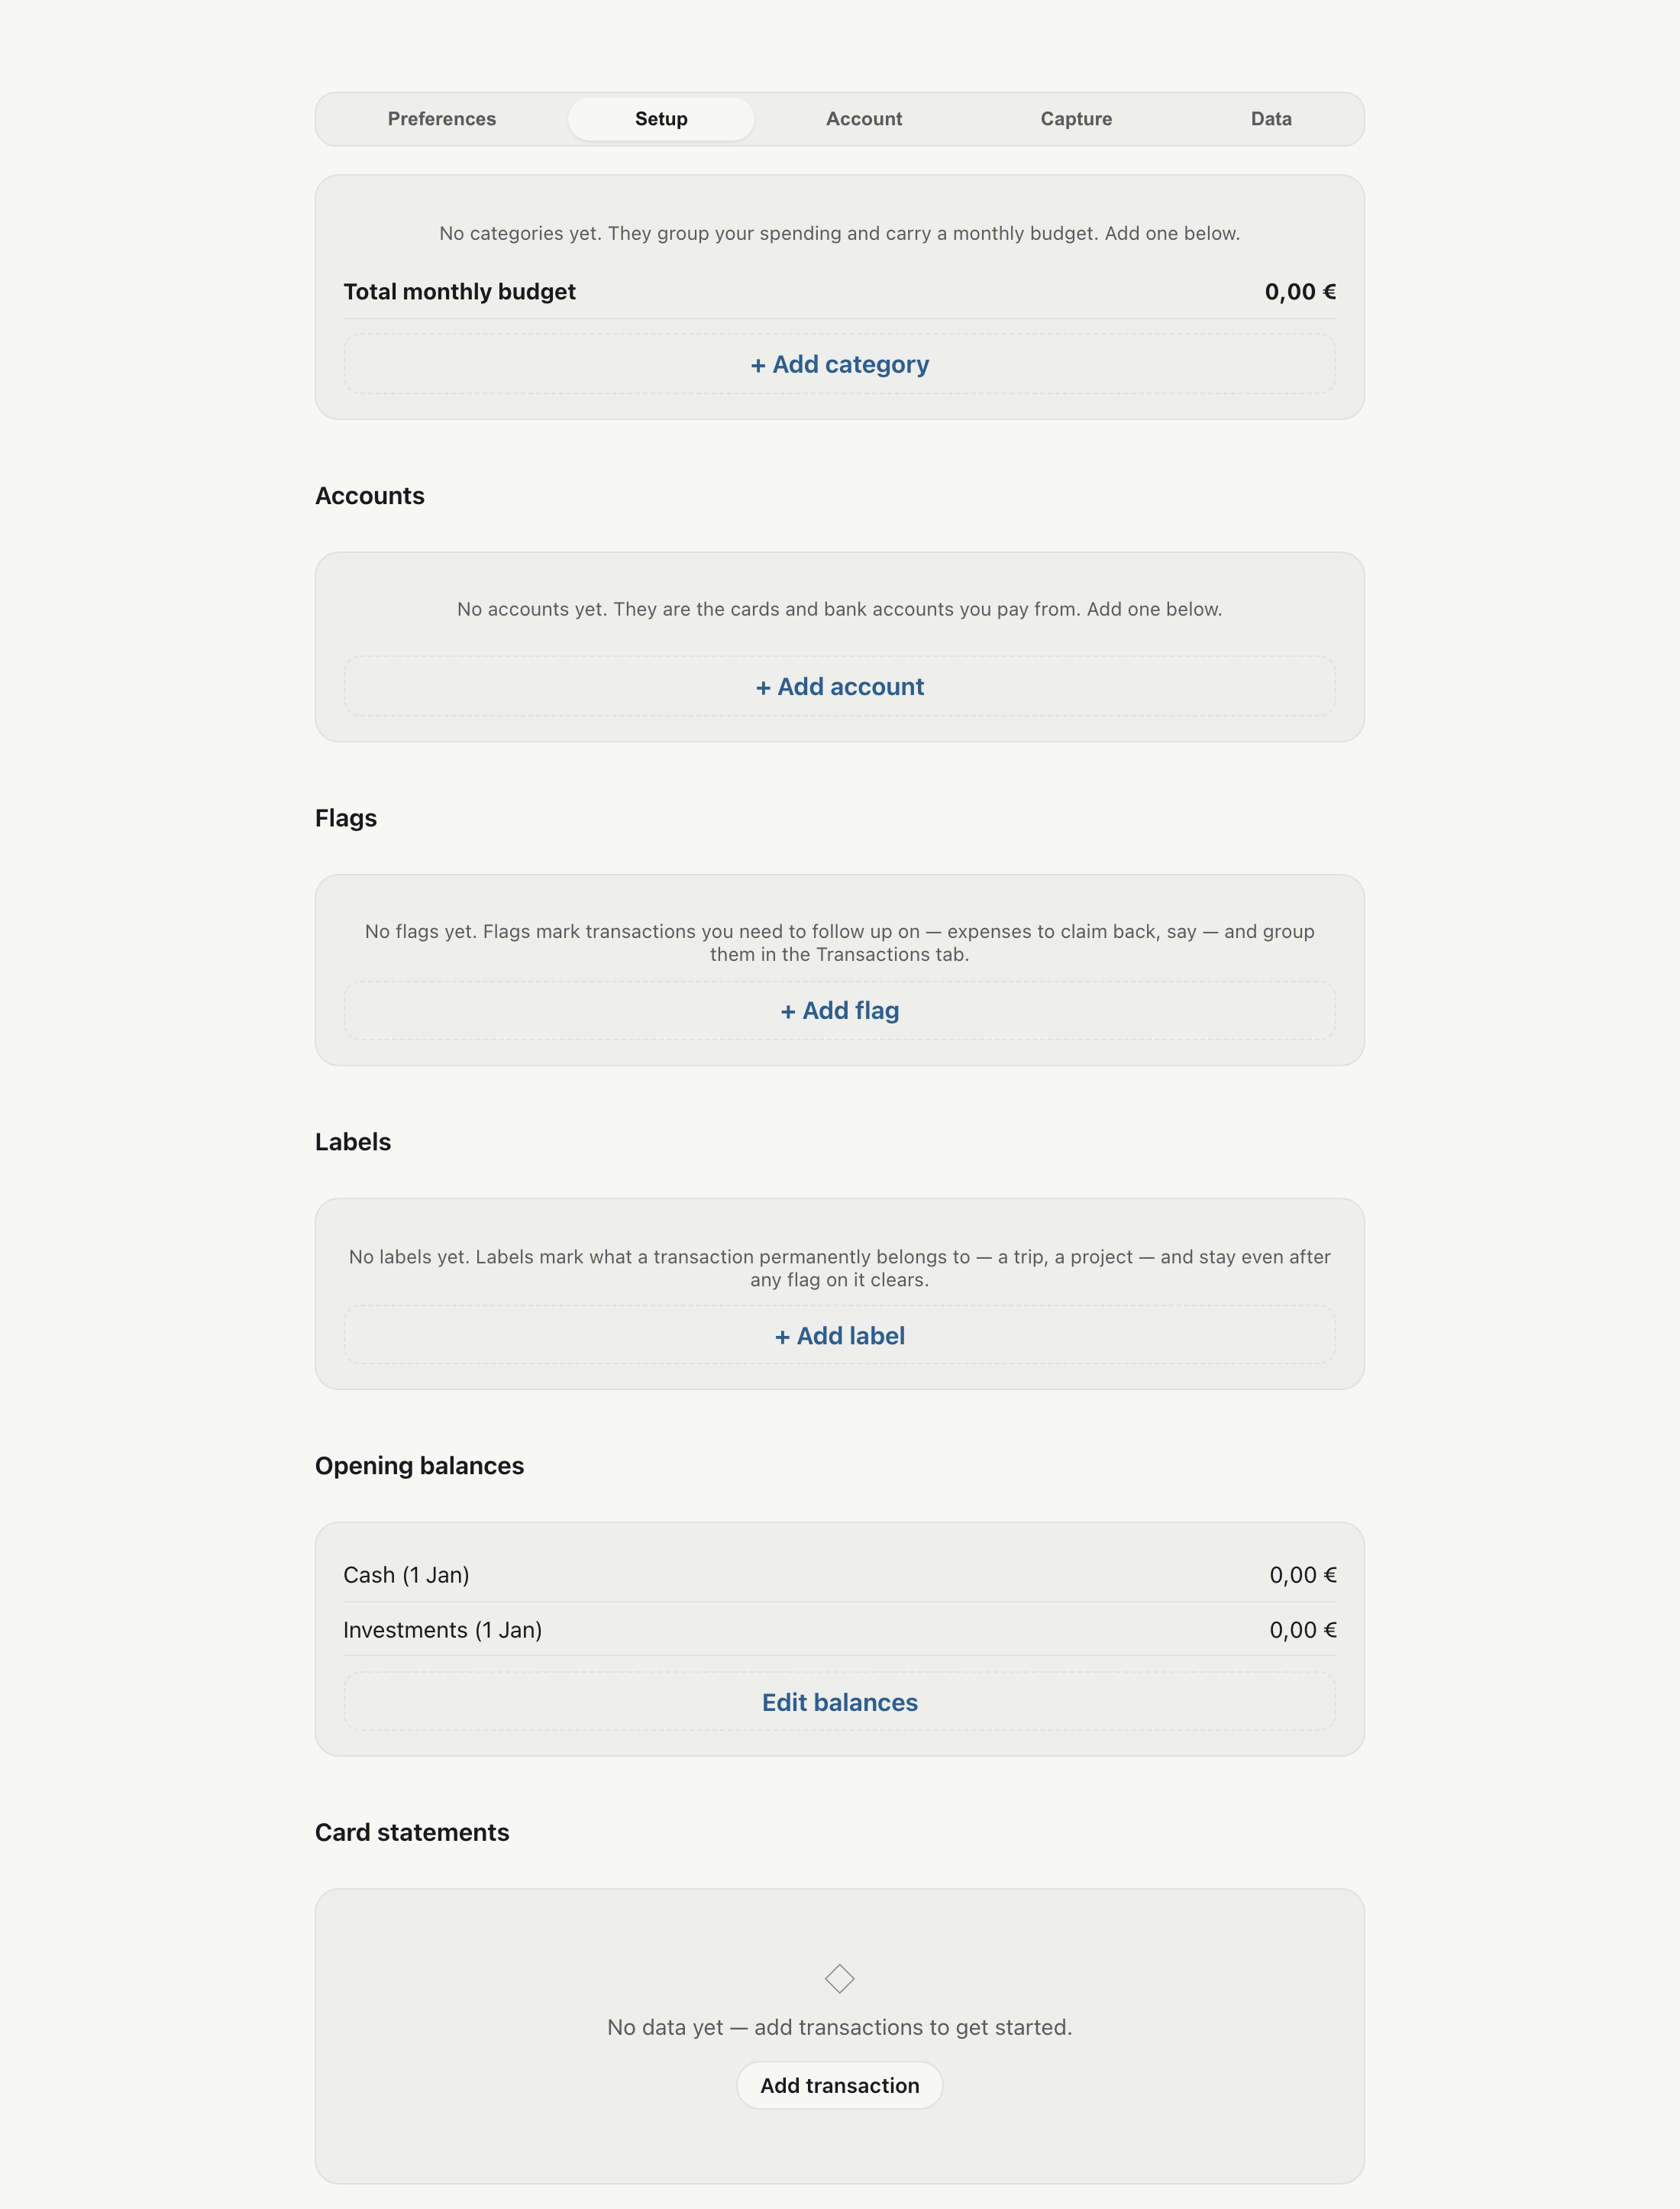 Preferences
Setup
Account
Capture
Data
No categories yet. They group your spending and carry a monthly budget. Add one below.
Total monthly budget 0,00 €
+ Add category
Accounts
No accounts yet. They are the cards and bank accounts you pay from. Add one below.
+ Add account
Flags
No flags yet. Flags mark transactions you need to follow up on — expenses to claim back, say — and group
them in the Transactions tab.
+ Add flag
Labels
No labels yet. Labels mark what a transaction permanently belongs to — a trip, a project — and stay even after
any flag on it clears.
+ Add label
Opening balances
Cash (1 Jan) 0,00 €
Investments (1 Jan) 0,00 €
Edit balances
Card statements
No data yet — add transactions to get started.
Add transaction